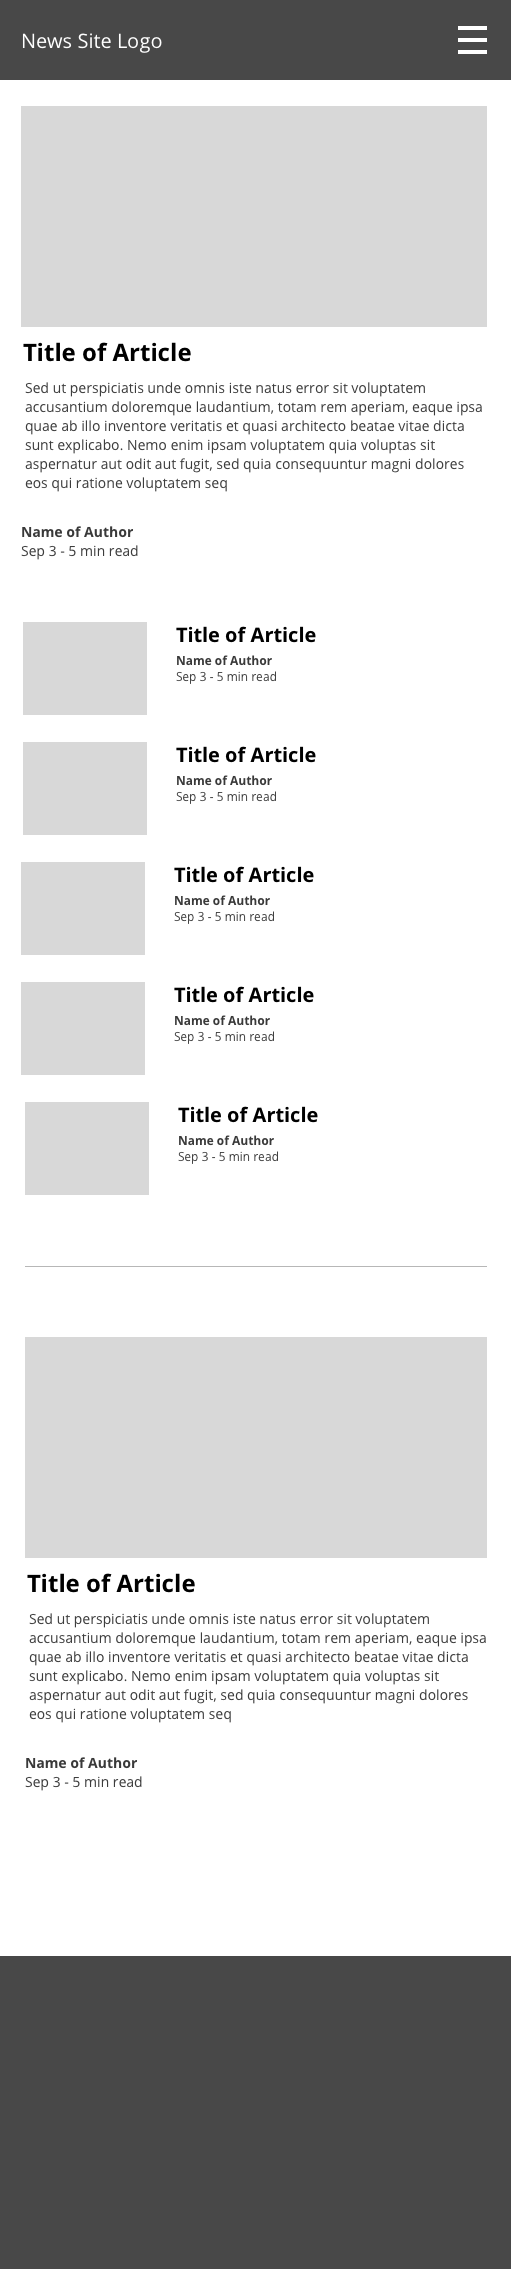 News Site Logo
Title of Article
Sed ut perspiciatis unde omnis iste natus error sit voluptatem
accusantium doloremque laudantium, totam rem aperiam, eaque ipsa
quae ab illo inventore veritatis et quasi architecto beatae vitae dicta
sunt explicabo. Nemo enim ipsam voluptatem quia voluptas sit
aspernatur aut odit aut fugit, sed quia consequuntur magni dolores
eos qui ratione voluptatem seq
Name of Author
Sep 3 - 5 min read
Title of Article
Name of Author
Sep 3 - 5 min read
Title of Article
Name of Author
Sep 3 - 5 min read
Title of Article
Name of Author
Sep 3 - 5 min read
Title of Article
Name of Author
Sep 3 - 5 min read
Title of Article
Name of Author
Sep 3 - 5 min read
Title of Article
Sed ut perspiciatis unde omnis iste natus error sit voluptatem
accusantium doloremque laudantium, totam rem aperiam, eaque ipsa
quae ab illo inventore veritatis et quasi architecto beatae vitae dicta
sunt explicabo. Nemo enim ipsam voluptatem quia voluptas sit
aspernatur aut odit aut fugit, sed quia consequuntur magni dolores
eos qui ratione voluptatem seq
Name of Author
Sep 3 - 5 min read